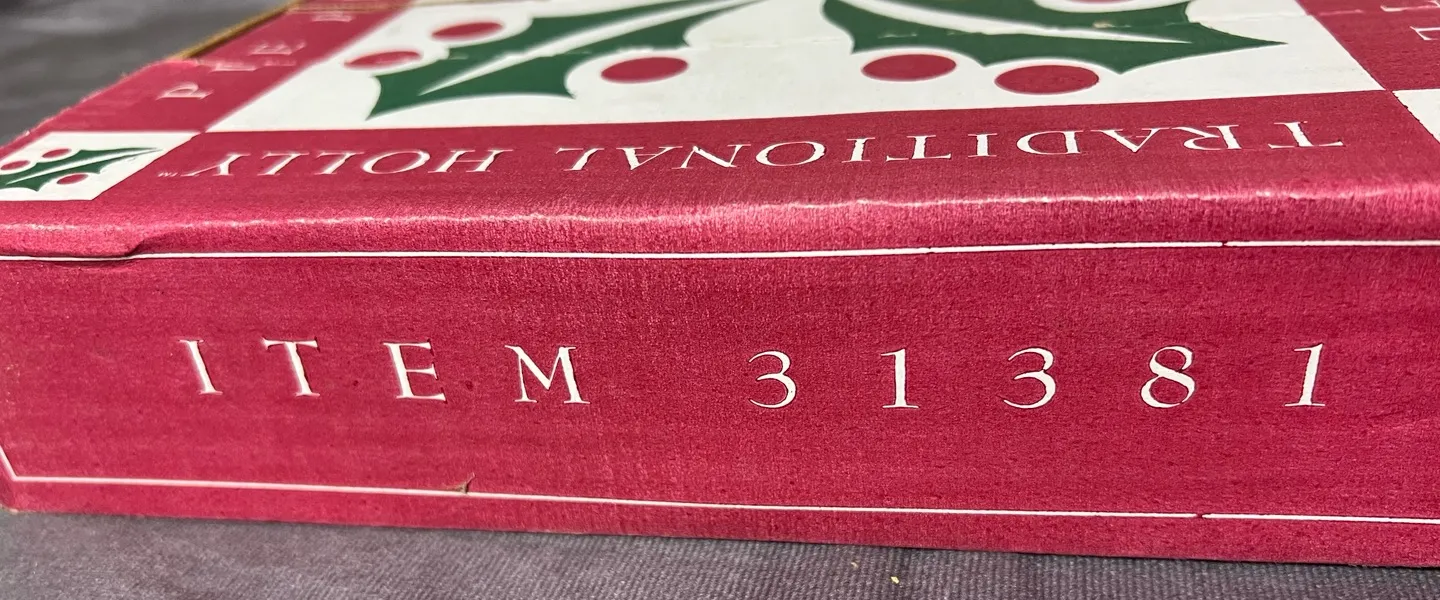 TRADITIONAL HOLLY™
ITEM 31381